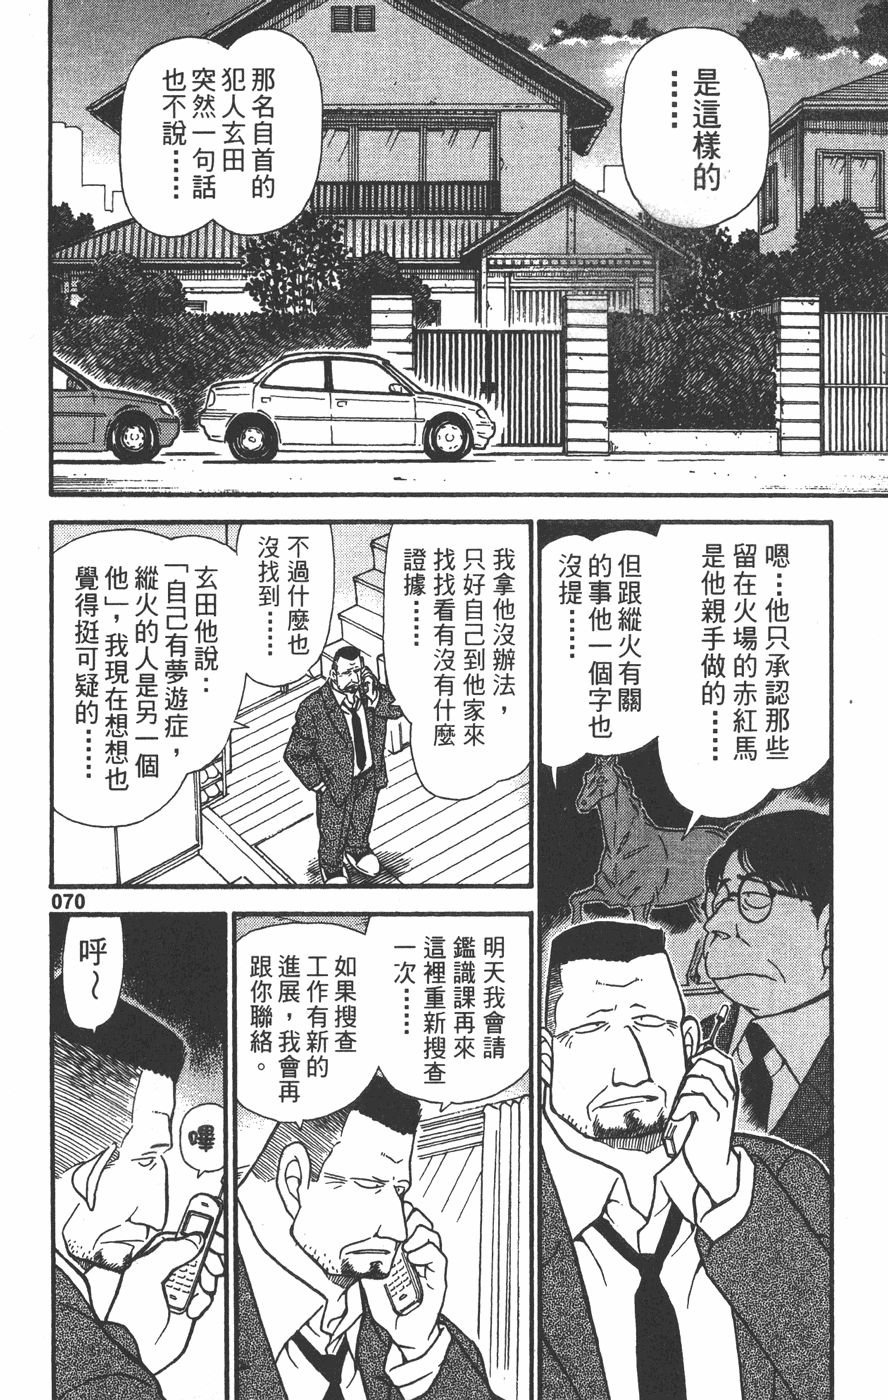 是這樣的
……
那名自首的
犯人玄田
突然一句話
也不說……
嗯…他只承認那些
留在火場的赤紅馬
是他親手做的……
但跟縱火有關
的事他一個字也
沒提……
我拿他沒辦法，
只好自己到他家來
找找看有沒有什麼
證據……
不過什麼也
沒找到……
玄田他說：
「自己有夢遊症，
縱火的人是另一個
他」，我現在想想也
覺得挺可疑的……
明天我會請
鑑識課再來
這裡重新搜查
一次……
如果搜查
工作有新的
進展，我會再
跟你聯絡。
嗶
呼～
070